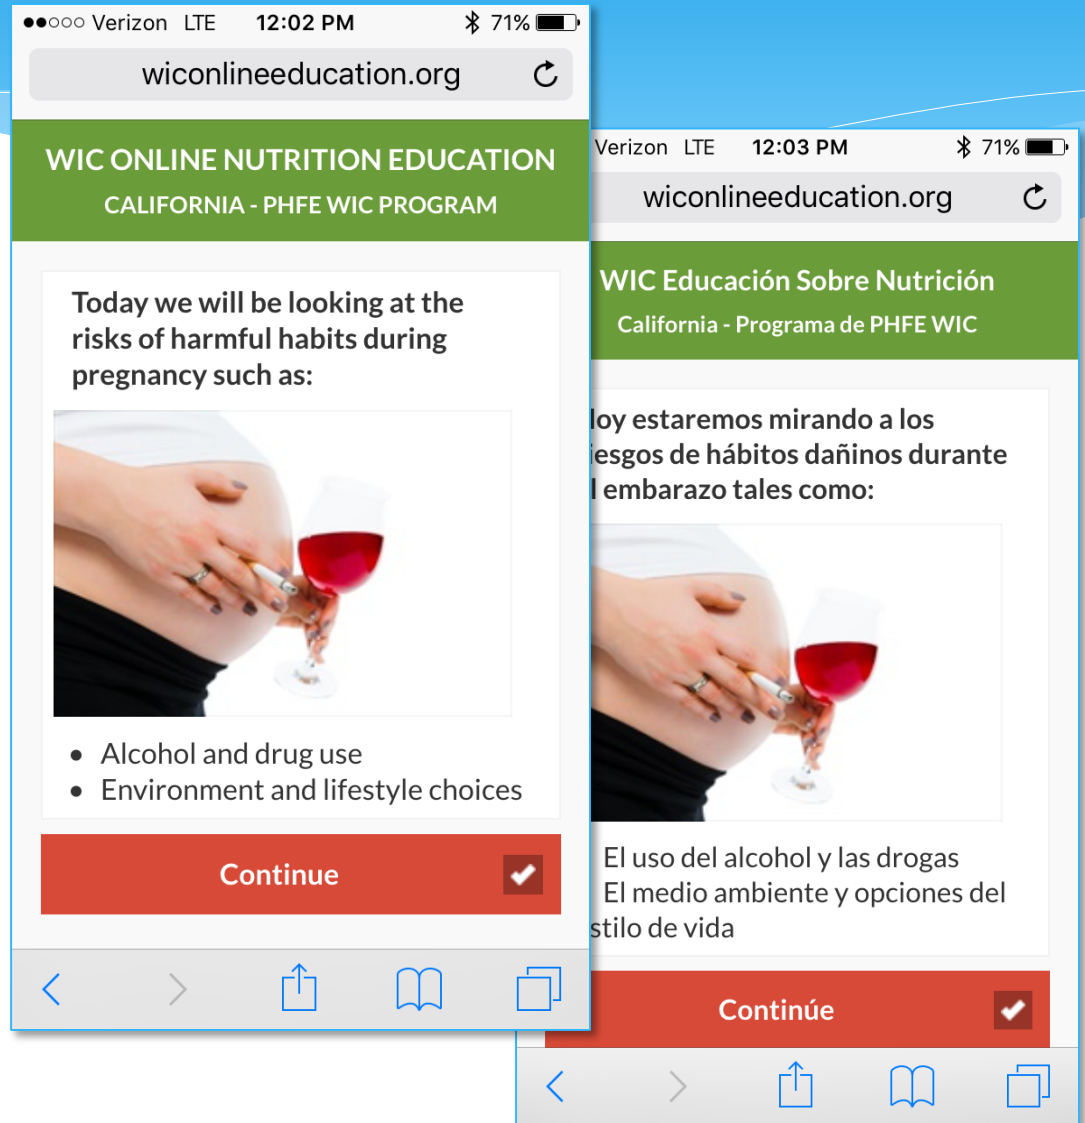 Verizon LTE 12:02 PM 71%
wiconlineeducation.org
WIC ONLINE NUTRITION EDUCATION
CALIFORNIA - PHFE WIC PROGRAM
Today we will be looking at the
risks of harmful habits during
pregnancy such as:
• Alcohol and drug use
• Environment and lifestyle choices
Continue
Verizon LTE 12:03 PM 71%
wiconlineeducation.org
WIC Educación Sobre Nutrición
California - Programa de PHFE WIC
oy estaremos mirando a los
iesgos de hábitos dañinos durante
l embarazo tales como:
El uso del alcohol y las drogas
El medio ambiente y opciones del
stilo de vida
Continúe